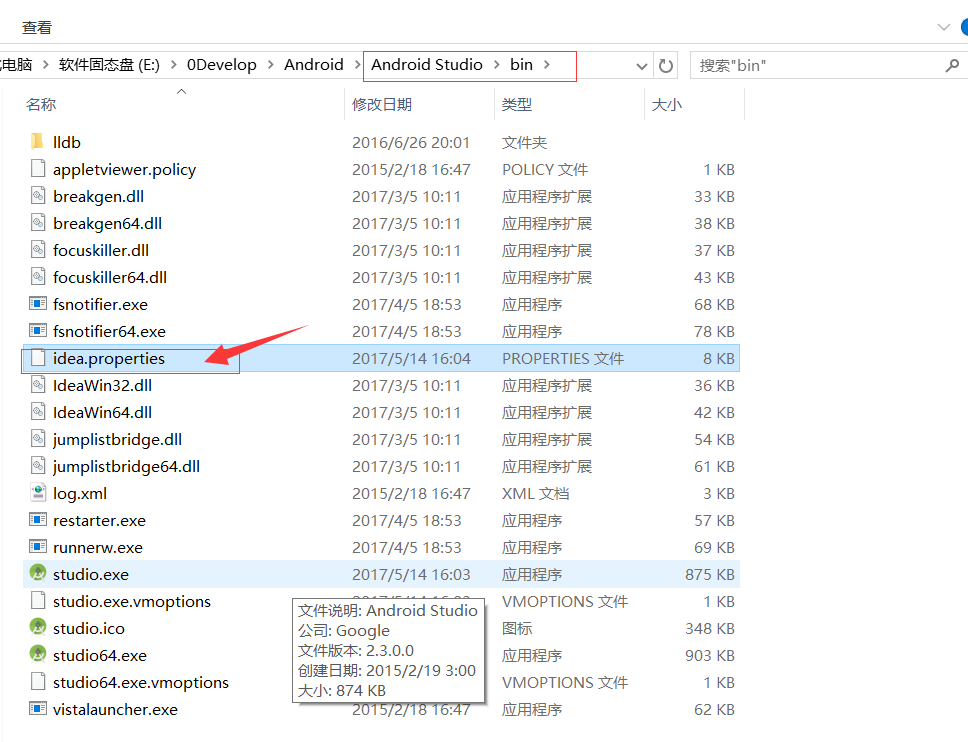 查看
电脑 > 软件固态盘 (E:) > 0Develop > Android > Android Studio > bin >
搜索"bin"
名称 修改日期 类型 大小
lldb 2016/6/26 20:01 文件夹
appletviewer.policy 2015/2/18 16:47 POLICY 文件 1 KB
breakgen.dll 2017/3/5 10:11 应用程序扩展 33 KB
breakgen64.dll 2017/3/5 10:11 应用程序扩展 38 KB
focuskiller.dll 2017/3/5 10:11 应用程序扩展 37 KB
focuskiller64.dll 2017/3/5 10:11 应用程序扩展 43 KB
fsnotifier.exe 2017/4/5 18:53 应用程序 68 KB
fsnotifier64.exe 2017/4/5 18:53 应用程序 78 KB
idea.properties 2017/5/14 16:04 PROPERTIES 文件 8 KB
IdeaWin32.dll 2017/3/5 10:11 应用程序扩展 36 KB
IdeaWin64.dll 2017/3/5 10:11 应用程序扩展 42 KB
jumplistbridge.dll 2017/3/5 10:11 应用程序扩展 54 KB
jumplistbridge64.dll 2017/3/5 10:11 应用程序扩展 61 KB
log.xml 2015/2/18 16:47 XML 文档 3 KB
restarter.exe 2017/4/5 18:53 应用程序 57 KB
runnerw.exe 2017/4/5 18:53 应用程序 69 KB
studio.exe 2017/5/14 16:03 应用程序 875 KB
studio.exe.vmoptions VMOPTIONS 文件 1 KB
studio.ico 图标 348 KB
studio64.exe 应用程序 903 KB
studio64.exe.vmoptions VMOPTIONS 文件 1 KB
vistalauncher.exe 2015/2/18 16:47 应用程序 62 KB
文件说明: Android Studio
公司: Google
文件版本: 2.3.0.0
创建日期: 2015/2/19 3:00
大小: 874 KB